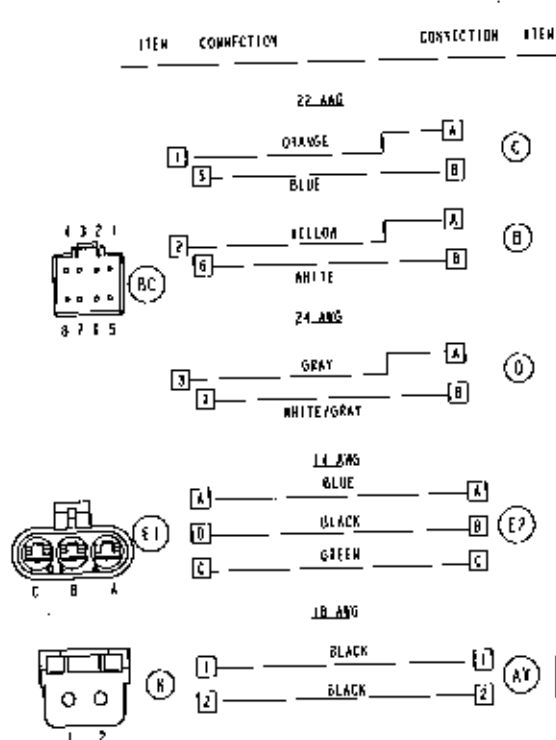 ITEM CONNECTION CONNECTION ITEM
22 AWG
1 ORANGE A C
5 BLUE B
4 3 2 1
2 YELLOW A B
6 WHITE B
BC
8 7 6 5
24 AWG
3 GRAY A D
WHITE/GRAY B
14 AWG
A BLUE A
E1 BLACK B E2
C GREEN C
C B A
18 AWG
1 BLACK 1
K AY
2 BLACK 2
1 2